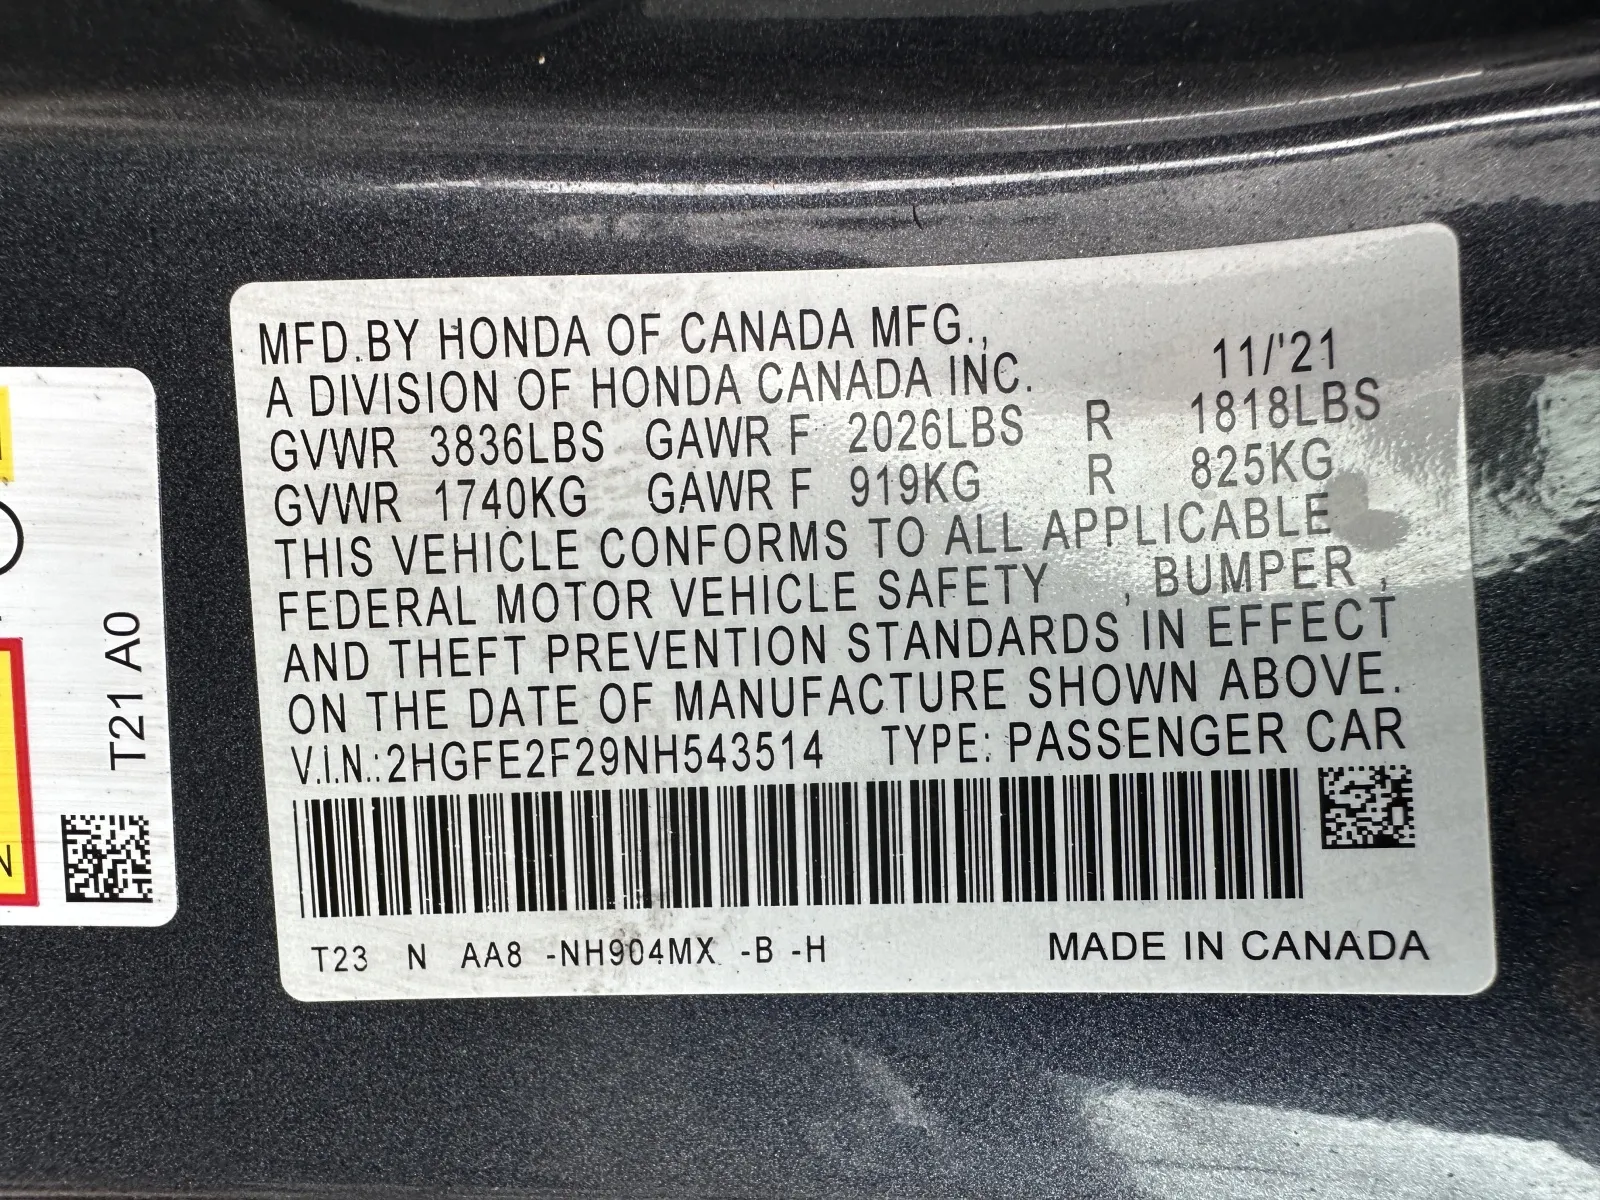 MFD.BY HONDA OF CANADA MFG.,
A DIVISION OF HONDA CANADA INC. 11/'21
GVWR 3836LBS GAWR F 2026LBS R 1818LBS
GVWR 1740KG GAWR F 919KG R 825KG
THIS VEHICLE CONFORMS TO ALL APPLICABLE
FEDERAL MOTOR VEHICLE SAFETY , BUMPER ,
AND THEFT PREVENTION STANDARDS IN EFFECT
ON THE DATE OF MANUFACTURE SHOWN ABOVE.
V.I.N.:2HGFE2F29NH543514 TYPE: PASSENGER CAR
T23 N AA8 -NH904MX -B -H MADE IN CANADA
T21 A0
N